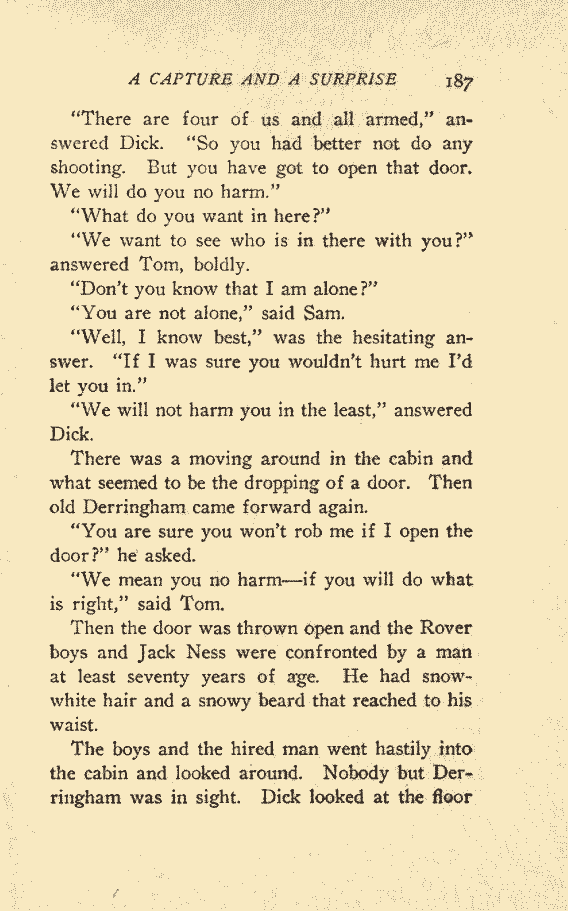 A CAPTURE AND A SURPRISE 187
"There are four of us and all armed," an-
swered Dick. "So you had better not do any
shooting. But you have got to open that door.
We will do you no harm."
"What do you want in here?"
"We want to see who is in there with you?"
answered Tom, boldly.
"Don't you know that I am alone?"
"You are not alone," said Sam.
"Well, I know best," was the hesitating an-
swer. "If I was sure you wouldn't hurt me I'd
let you in."
"We will not harm you in the least," answered
Dick.
There was a moving around in the cabin and
what seemed to be the dropping of a door. Then
old Derringham came forward again.
"You are sure you won't rob me if I open the
door?" he asked.
"We mean you no harm—if you will do what
is right," said Tom.
Then the door was thrown open and the Rover
boys and Jack Ness were confronted by a man
at least seventy years of age. He had snow-
white hair and a snowy beard that reached to his
waist.
The boys and the hired man went hastily into
the cabin and looked around. Nobody but Der-
ringham was in sight. Dick looked at the floor